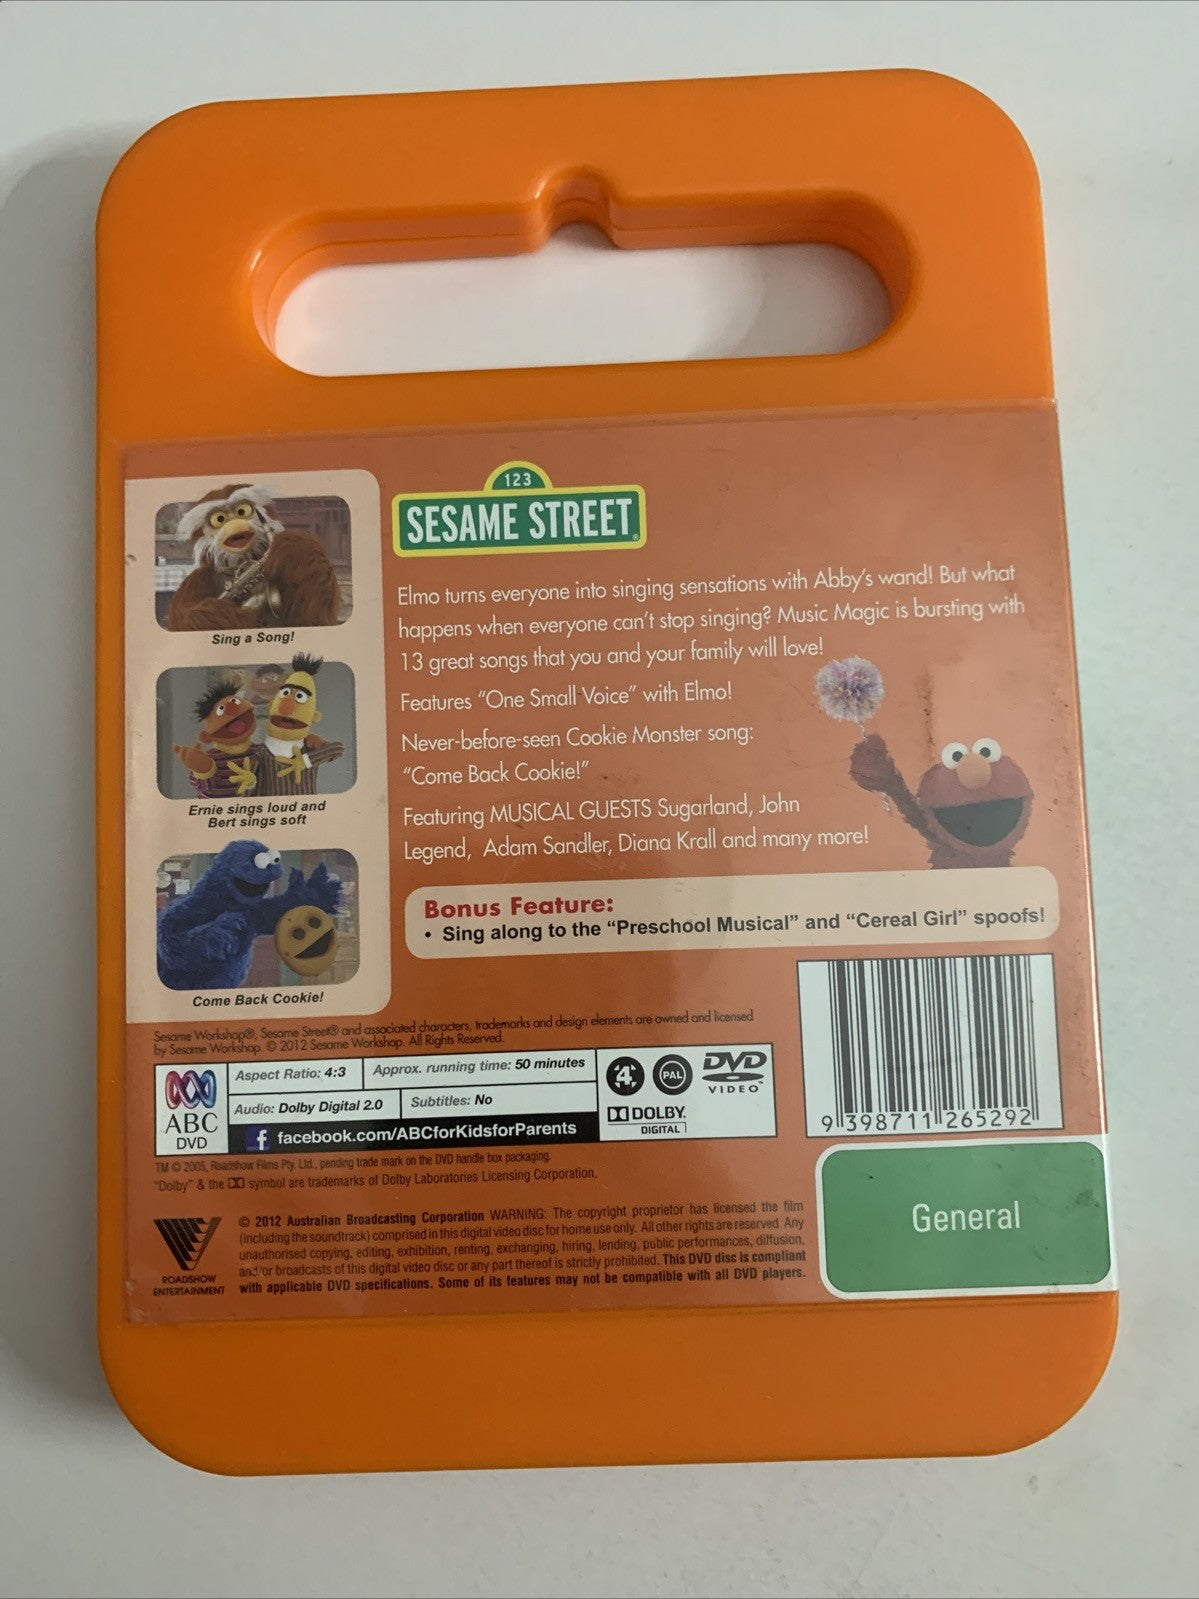 123
SESAME STREET
Elmo turns everyone into singing sensations with Abby's wand! But what
happens when everyone can't stop singing? Music Magic is bursting with
13 great songs that you and your family will love!
Features "One Small Voice" with Elmo!
Never-before-seen Cookie Monster song:
"Come Back Cookie!"
Featuring MUSICAL GUESTS Sugarland, John
Legend, Adam Sandler, Diana Krall and many more!
Sing a Song!
Ernie sings loud and
Bert sings soft
Come Back Cookie!
Bonus Feature:
• Sing along to the "Preschool Musical" and "Cereal Girl" spoofs!
Sesame Workshop®, Sesame Street® and associated characters, trademarks and design elements are owned and licensed
by Sesame Workshop. © 2012 Sesame Workshop. All Rights Reserved.
ABC
DVD
Aspect Ratio: 4:3
Approx. running time: 50 minutes
Audio: Dolby Digital 2.0
Subtitles: No
f facebook.com/ABCforKidsforParents
4
PAL
DVD
VIDEO™
DOLBY
DIGITAL
9 398711 265292
TM © 2005, Roadshow Films Pty. Ltd., pending trade mark on the DVD handle box packaging.
"Dolby" & the DD symbol are trademarks of Dolby Laboratories Licensing Corporation.
ROADSHOW
ENTERTAINMENT
© 2012 Australian Broadcasting Corporation WARNING: The copyright proprietor has licensed the film
(including the soundtrack) comprised in this digital video disc for home use only. All other rights are reserved. Any
unauthorised copying, editing, exhibition, renting, exchanging, hiring, lending, public performances, diffusion,
and/or broadcasts of this digital video disc or any part thereof is strictly prohibited. This DVD disc is compliant
with applicable DVD specifications. Some of its features may not be compatible with all DVD players.
General